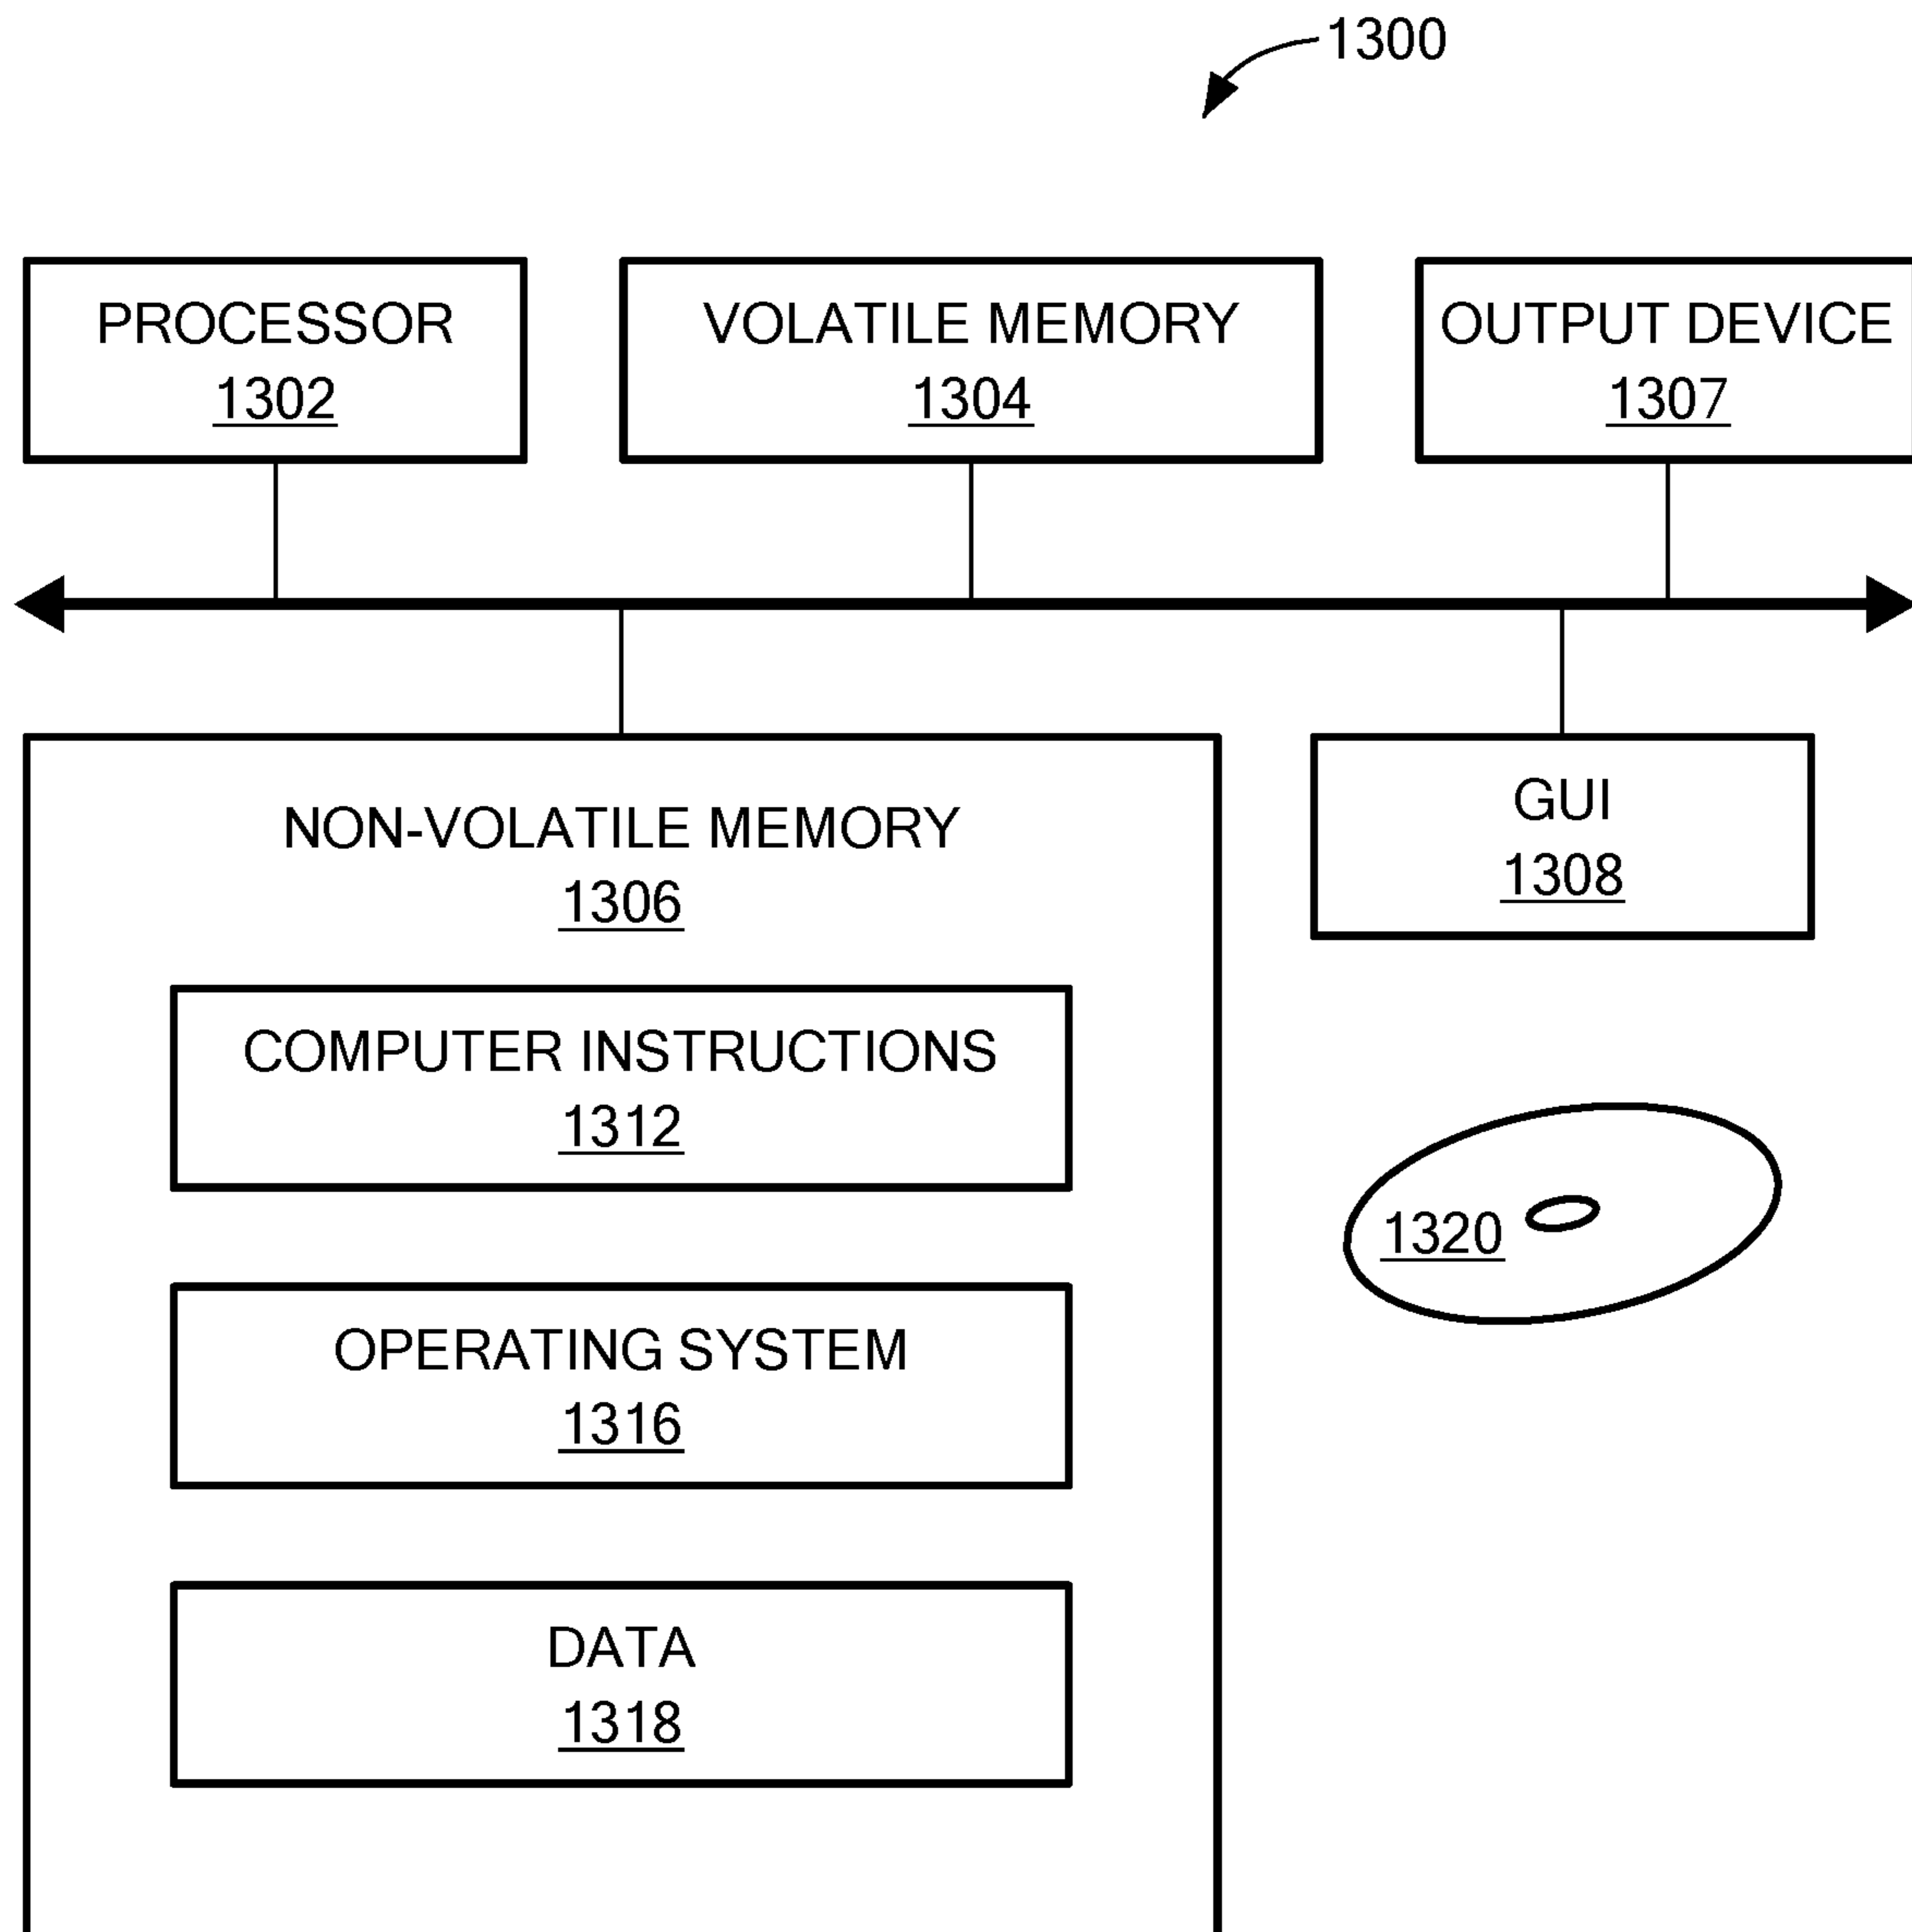 1300
PROCESSOR
1302
VOLATILE MEMORY
1304
OUTPUT DEVICE
1307
NON-VOLATILE MEMORY
1306
GUI
1308
COMPUTER INSTRUCTIONS
1312
1320
OPERATING SYSTEM
1316
DATA
1318